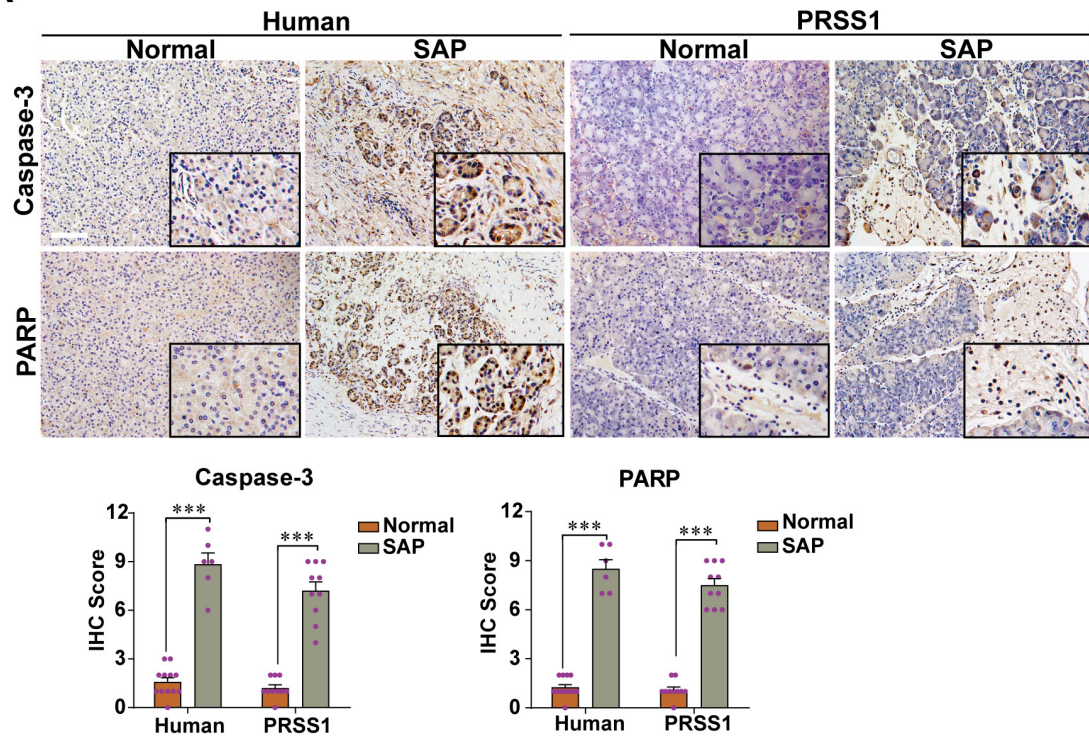 Human PRSS1
Normal SAP Normal SAP
Caspase-3
PARP
Caspase-3
12
9
6
3
0
IHC Score
***
***
Normal
SAP
Human PRSS1
PARP
12
9
6
3
0
IHC Score
***
***
Normal
SAP
Human PRSS1